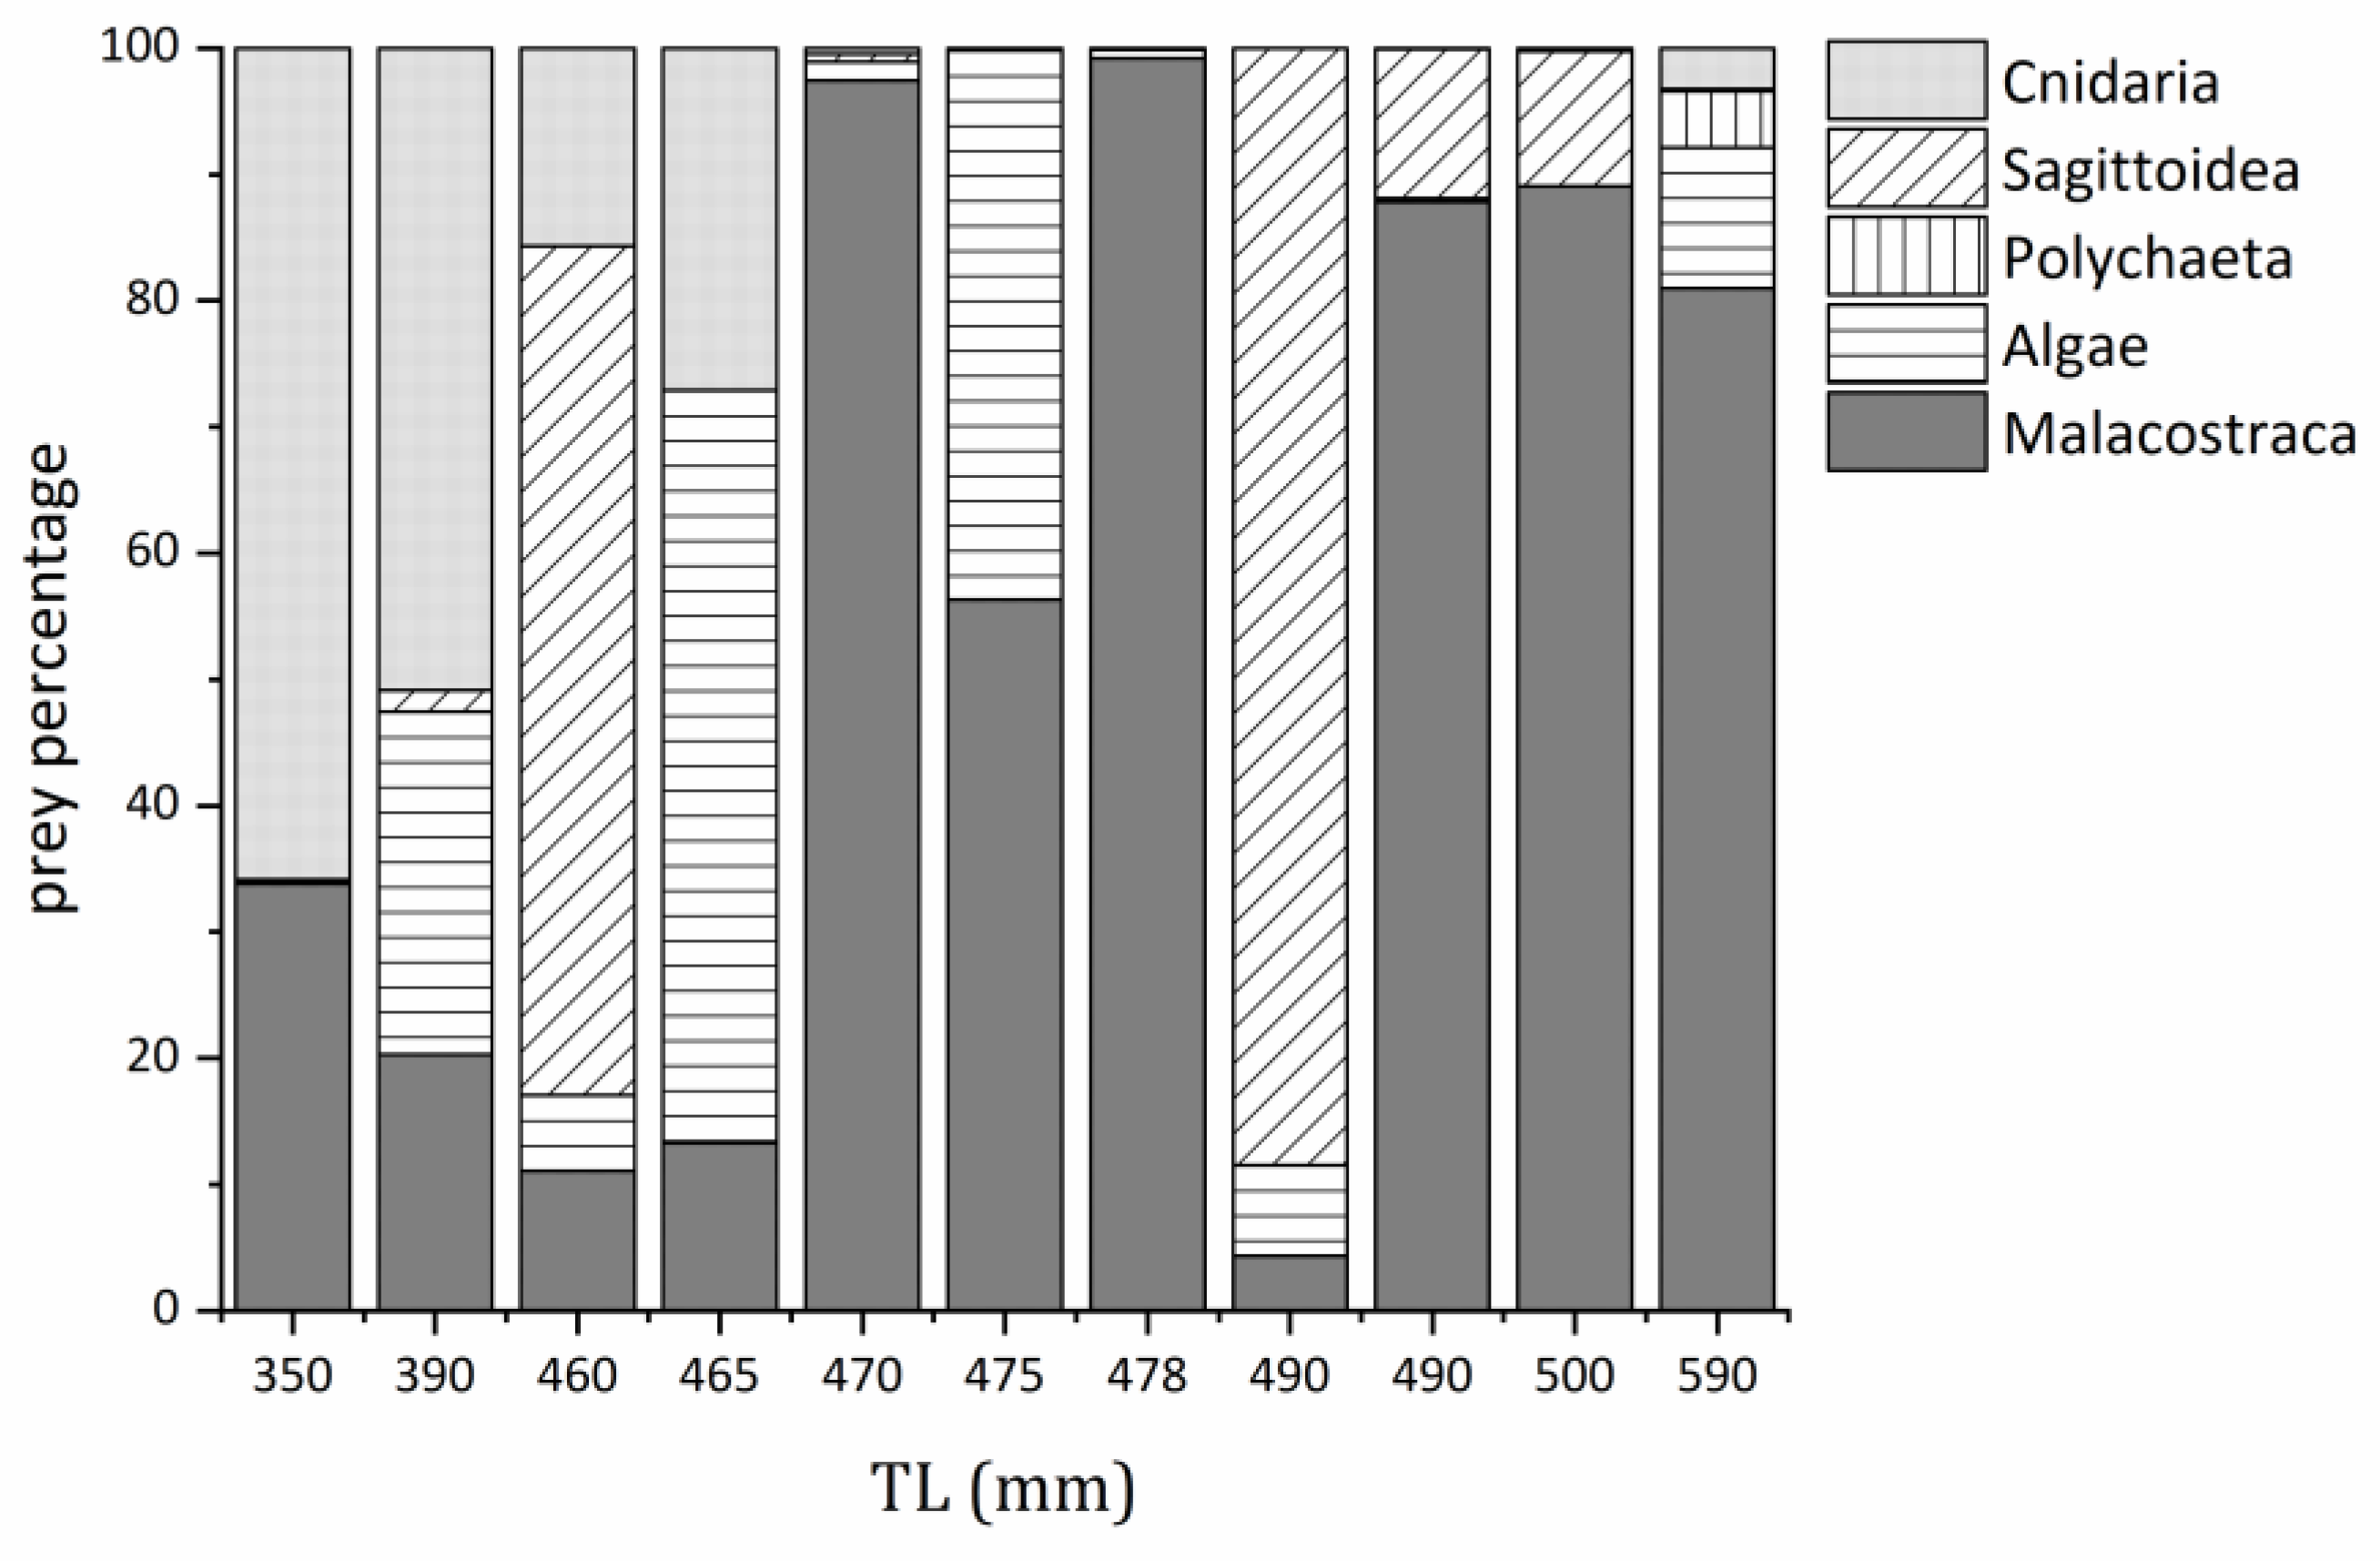 100
80
60
40
20
0
prey percentage
350 390 460 465 470 475 478 490 490 500 590
TL (mm)
Cnidaria
Sagittoidea
Polychaeta
Algae
Malacostraca